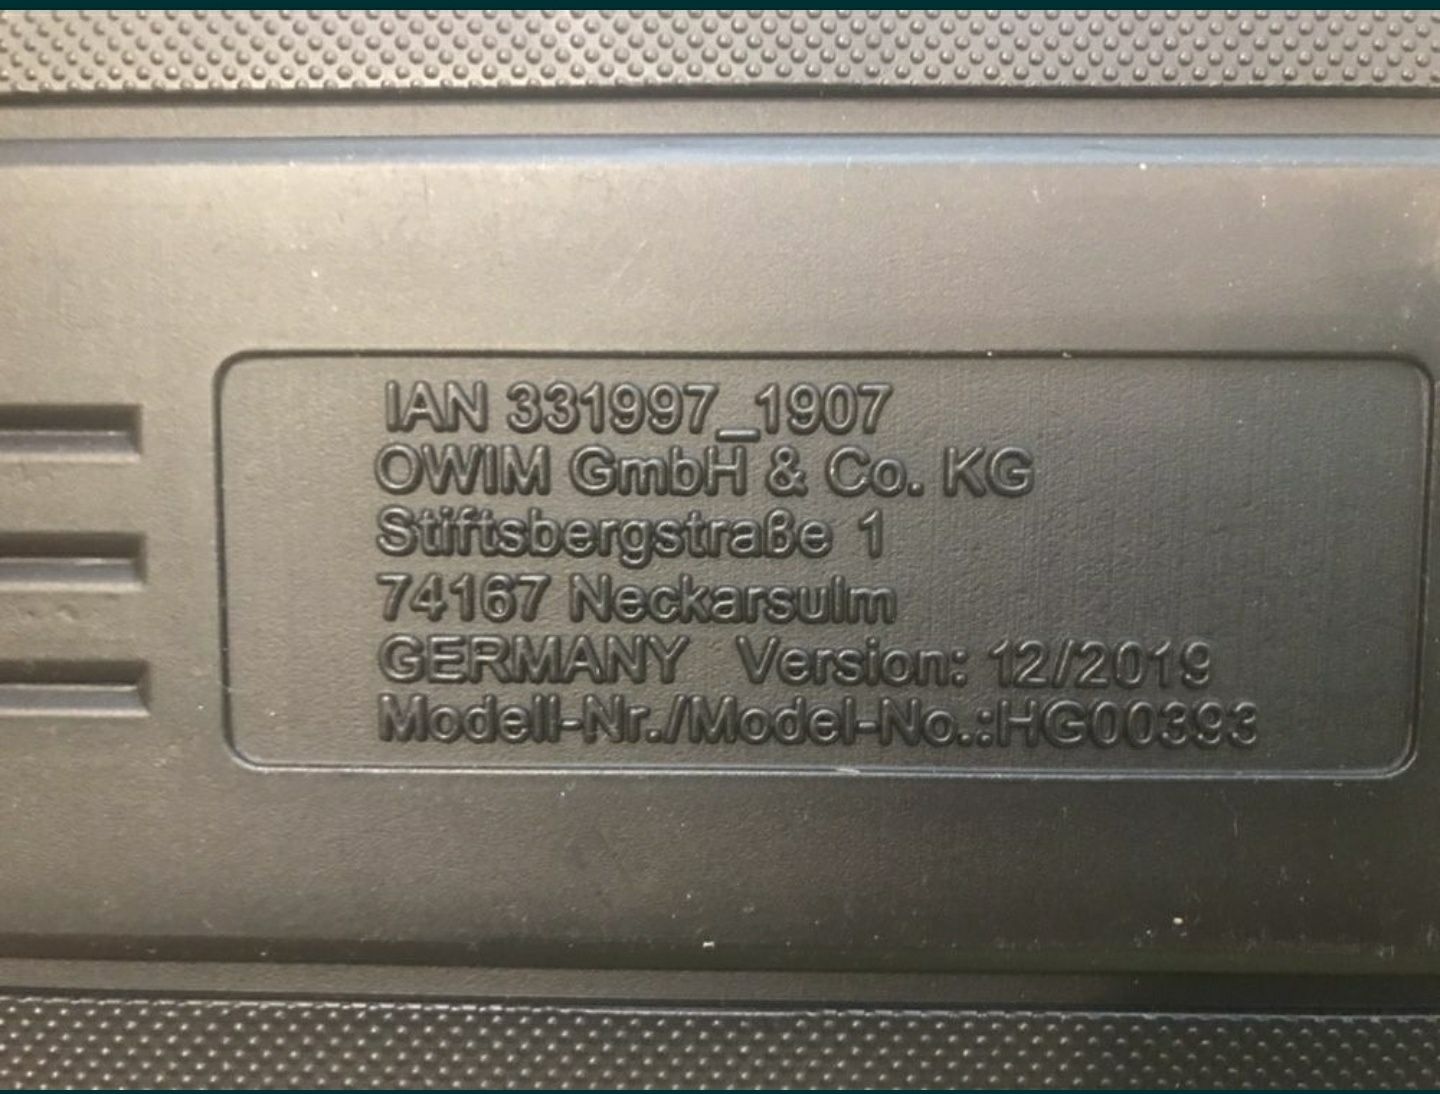 IAN 331997_1907
OWIM GmbH & Co. KG
Stiftsbergstraße 1
74167 Neckarsulm
GERMANY Version: 12/2019
Modell-Nr./Model-No.:HG00393